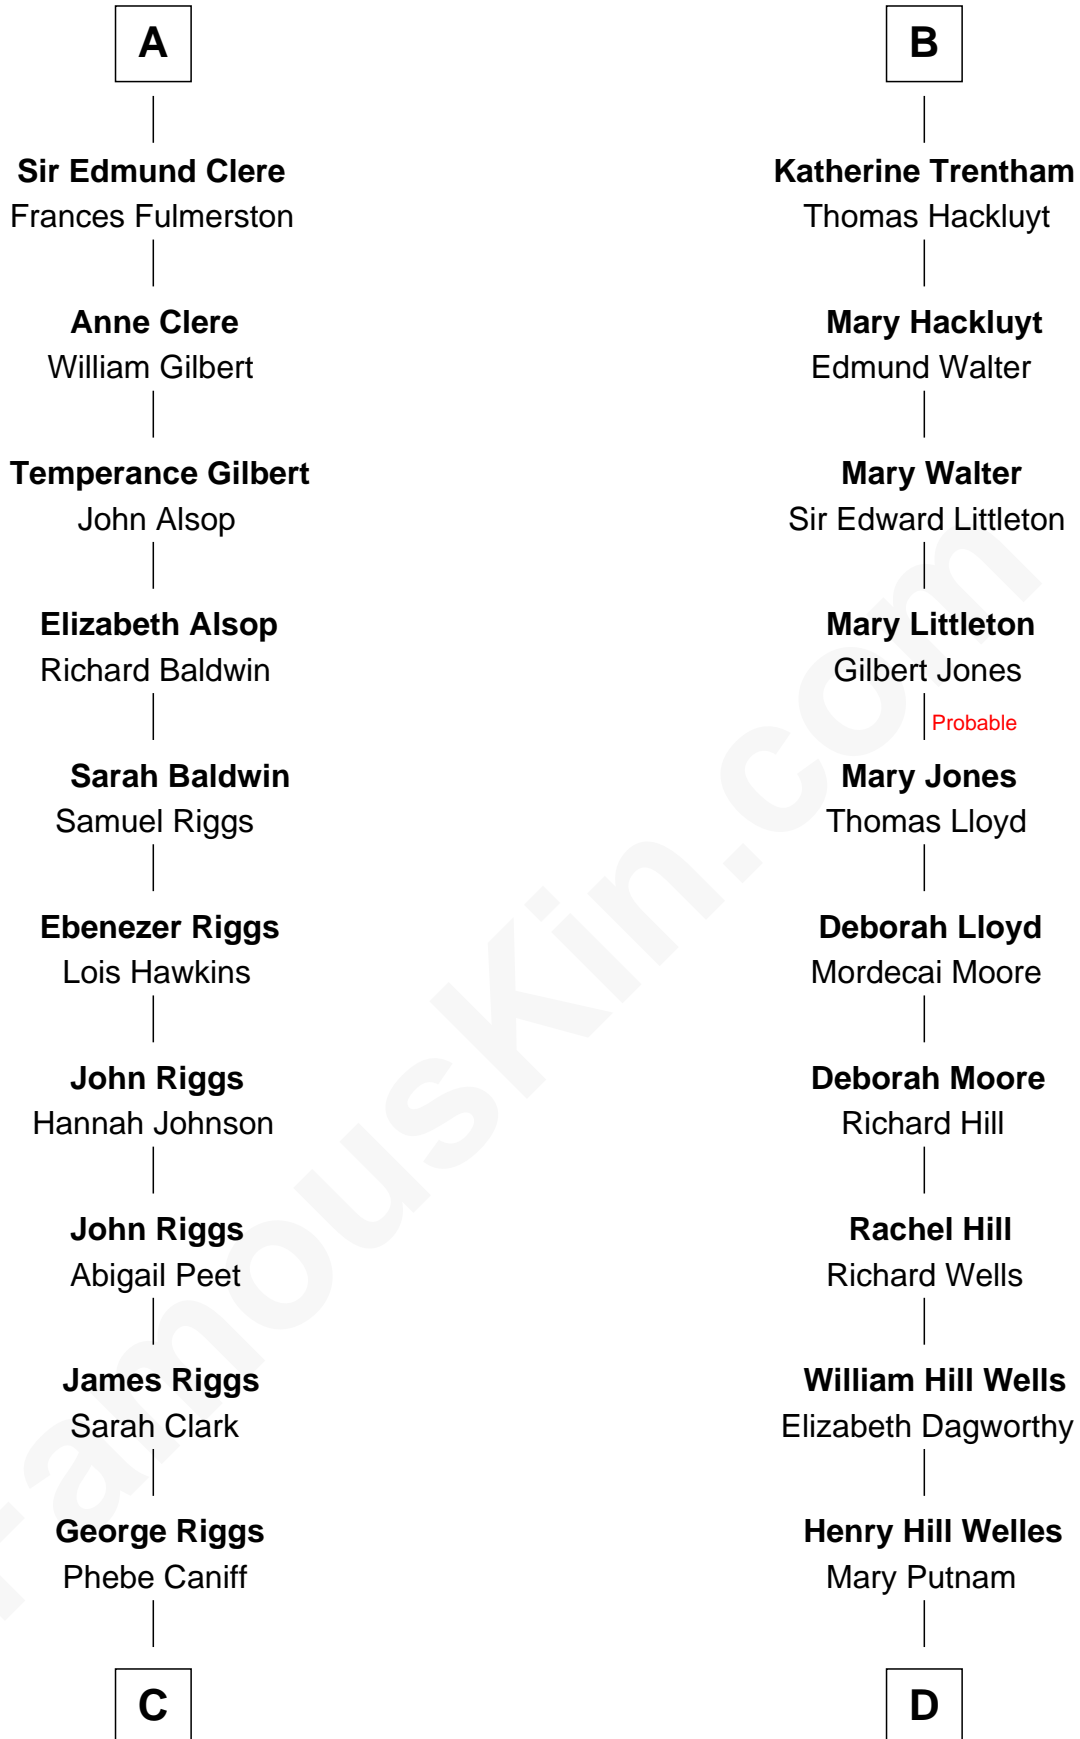 A
Sir Edmund Clere
Frances Fulmerston
Anne Clere
William Gilbert
Temperance Gilbert
John Alsop
Elizabeth Alsop
Richard Baldwin
Sarah Baldwin
Samuel Riggs
Ebenezer Riggs
Lois Hawkins
John Riggs
Hannah Johnson
John Riggs
Abigail Peet
James Riggs
Sarah Clark
George Riggs
Phebe Caniff
C
B
Katherine Trentham
Thomas Hackluyt
Mary Hackluyt
Edmund Walter
Mary Walter
Sir Edward Littleton
Mary Littleton
Gilbert Jones
Probable
Mary Jones
Thomas Lloyd
Deborah Lloyd
Mordecai Moore
Deborah Moore
Richard Hill
Rachel Hill
Richard Wells
William Hill Wells
Elizabeth Dagworthy
Henry Hill Welles
Mary Putnam
D
FamousKin.com